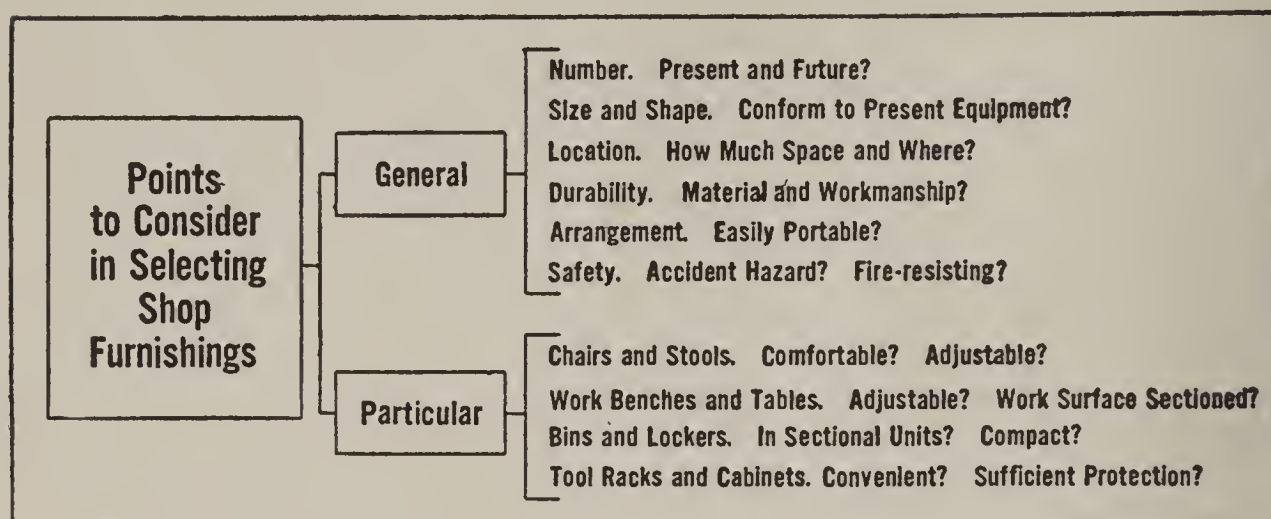 Points
to Consider
in Selecting
Shop
Furnishings
General
Number. Present and Future?
Size and Shape. Conform to Present Equipment?
Location. How Much Space and Where?
Durability. Material and Workmanship?
Arrangement. Easily Portable?
Safety. Accident Hazard? Fire-resisting?
Particular
Chairs and Stools. Comfortable? Adjustable?
Work Benches and Tables. Adjustable? Work Surface Sectioned?
Bins and Lockers. In Sectional Units? Compact?
Tool Racks and Cabinets. Convenient? Sufficient Protection?